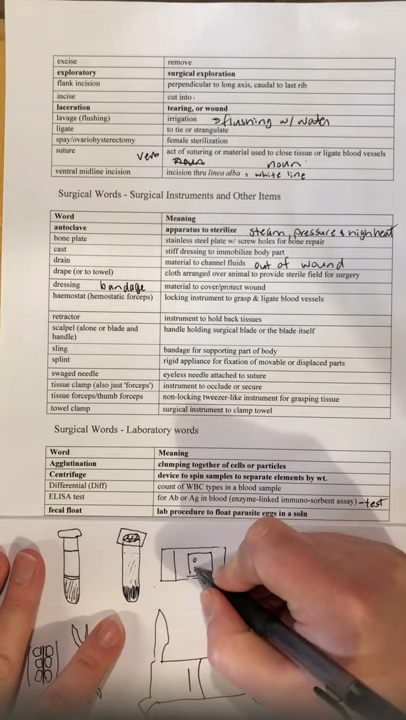 excise remove
exploratory surgical exploration
flank incision perpendicular to long axis, caudal to last rib
incise cut into
laceration tearing, or wound
lavage (flushing) irrigation → flushing w/ water
ligate to tie or strangulate
spay/ovariohysterectomy female sterilization
suture verb act of suturing or material used to close tissue or ligate blood vessels
noun
ventral midline incision incision thru linea alba = white line
Surgical Words - Surgical Instruments and Other Items
Word Meaning
autoclave apparatus to sterilize steam, pressure & high heat
bone plate stainless steel plate w/ screw holes for bone repair
cast stiff dressing to immobilize body part
drain material to channel fluids out of wound
drape (or to towel) cloth arranged over animal to provide sterile field for surgery
dressing bandage material to cover/protect wound
haemostat (hemostatic forceps) locking instrument to grasp & ligate blood vessels
retractor instrument to hold back tissues
scalpel (alone or blade and handle holding surgical blade or the blade itself
handle)
sling bandage for supporting part of body
splint rigid appliance for fixation of movable or displaced parts
swaged needle eyeless needle attached to suture
tissue clamp (also just 'forceps') instrument to occlude or secure
tissue forceps/thumb forceps non-locking tweezer-like instrument for grasping tissue
towel clamp surgical instrument to clamp towel
Surgical Words - Laboratory words
Word Meaning
Agglutination clumping together of cells or particles
Centrifuge device to spin samples to separate elements by wt.
Differential (Diff) count of WBC types in a blood sample
ELISA test for Ab or Ag in blood (enzyme-linked immuno-sorbent assay) - test
fecal float lab procedure to float parasite eggs in a soln